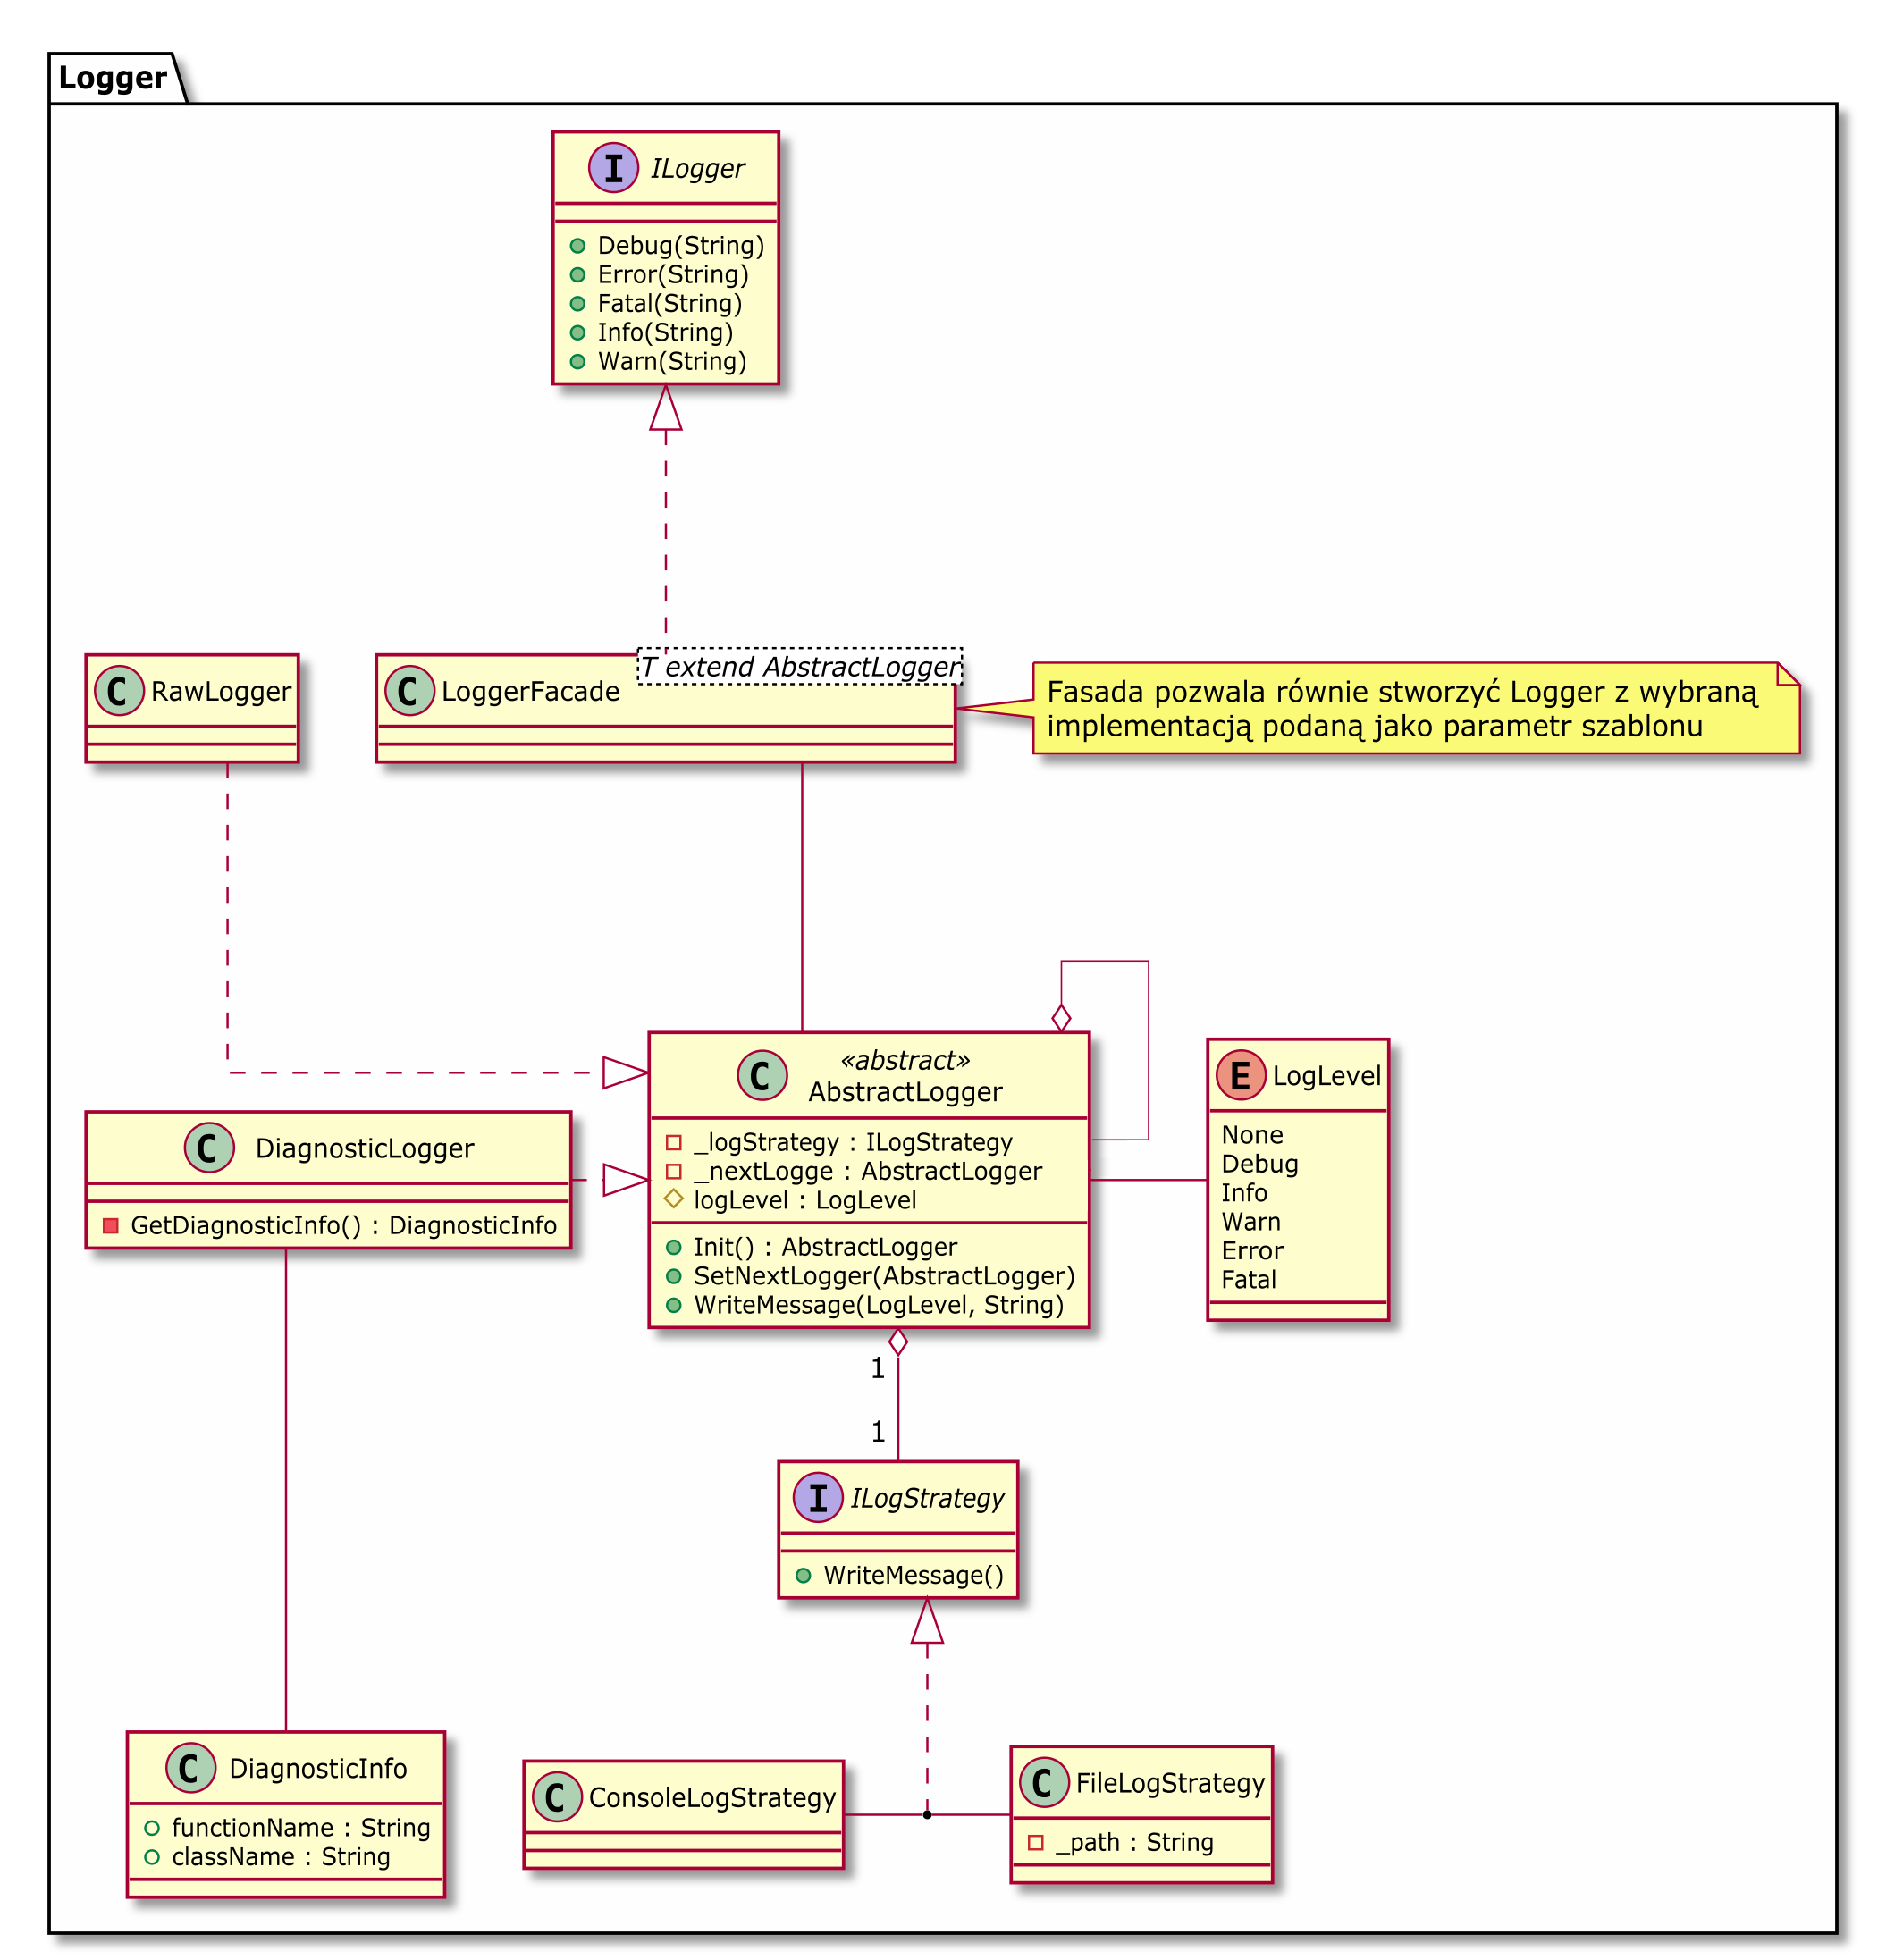 Logger
I ILogger
Debug(String)
Error(String)
Fatal(String)
Info(String)
Warn(String)
C RawLogger
C LoggerFacade
T extend AbstractLogger
Fasada pozwala równie stworzyć Logger z wybraną
implementacją podaną jako parametr szablonu
C «abstract»
AbstractLogger
_logStrategy : ILogStrategy
_nextLogge : AbstractLogger
logLevel : LogLevel
Init() : AbstractLogger
SetNextLogger(AbstractLogger)
WriteMessage(LogLevel, String)
E LogLevel
None
Debug
Info
Warn
Error
Fatal
C DiagnosticLogger
GetDiagnosticInfo() : DiagnosticInfo
1
1
I ILogStrategy
WriteMessage()
C DiagnosticInfo
functionName : String
className : String
C ConsoleLogStrategy
C FileLogStrategy
_path : String